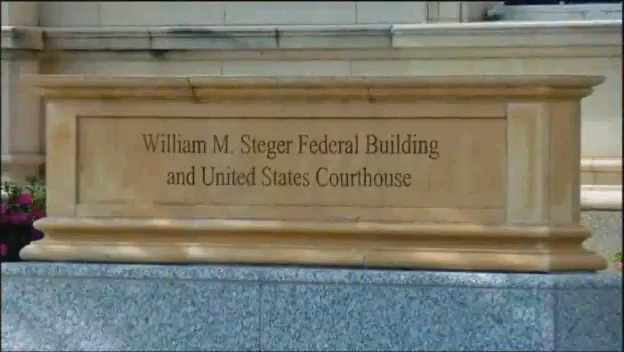 William M. Steger Federal Building
and United States Courthouse